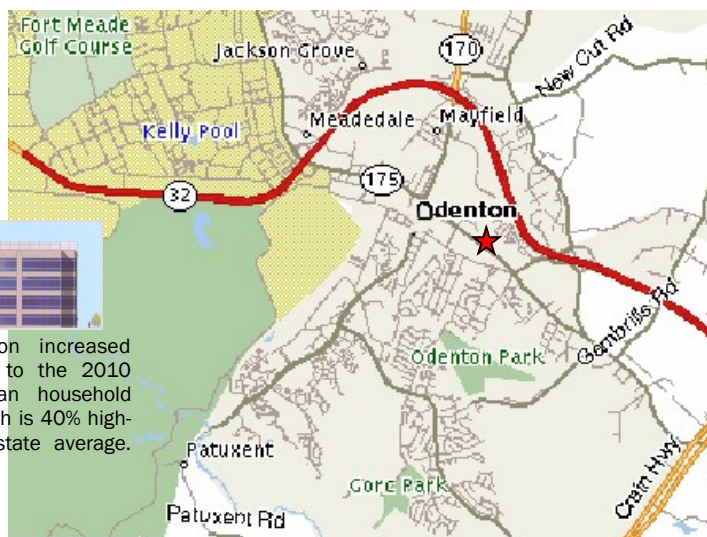 Fort Meade
Golf Course
Jackson Grove
170
New Cut Rd
Kelly Pool
Meadedale
Mayfield
175
32
Odenton
Gambrills Rd
on increased
to the 2010
an household
h is 40% high-
state average.
Odenton Park
Patuxent
Gorc Park
Crain Hwy
Patuxent Rd